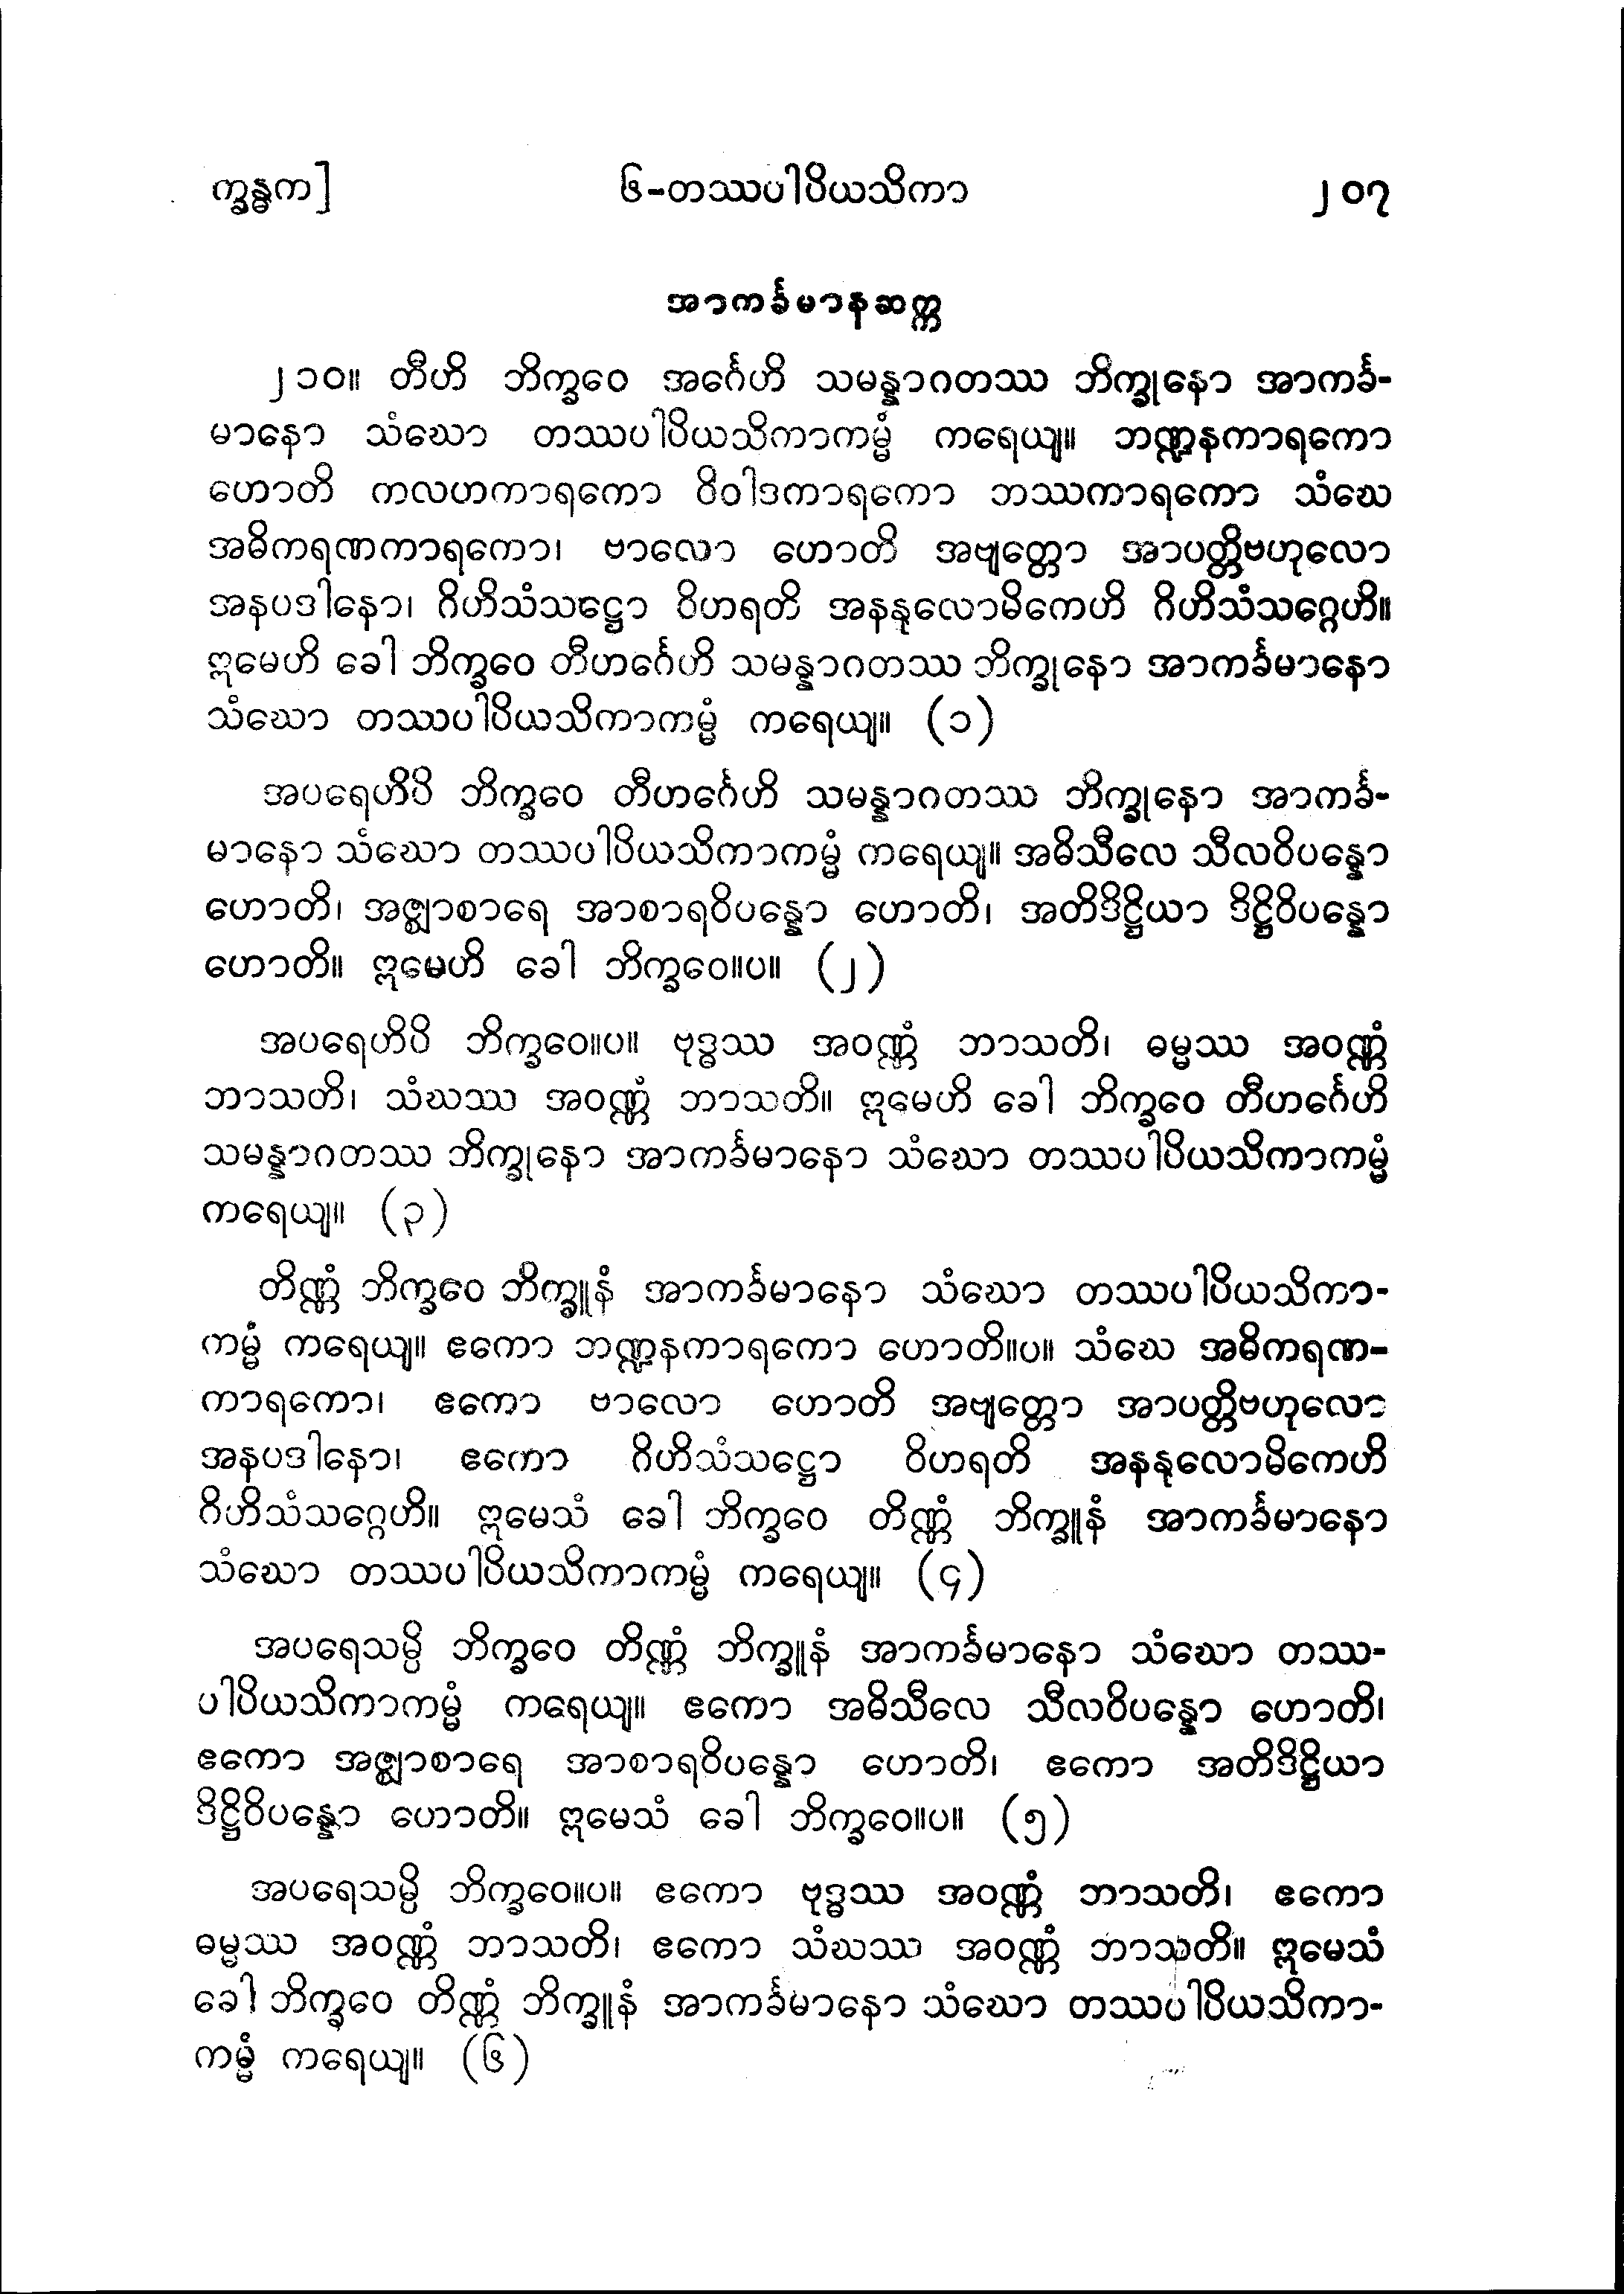 က္ခန္ဓက]
၆-တဿပါပိယသိကာ
၂၀၇
အာကင်္ခမာနဆက္က
၂၁၀။ တီဟိ ဘိက္ခဝေ အင်္ဂေဟိ သမန္နာဂတဿ ဘိက္ခုနော အာကင်္ခ-
မာနော သံဃော တဿပါပိယသိကာကမ္မံ ကရေယျ။ ဘဏ္ဍနကာရကော
ဟောတိ ကလဟကာရကော ဝိဝါဒကာရကော ဘဿကာရကော သံဃေ
အဓိကရဏကာရကော၊ ဗာလော ဟောတိ အဗျတ္တော အာပတ္တိဗဟုလော
အနပဒါနော၊ ဂိဟိသံသဋ္ဌော ဝိဟရတိ အနနုလောမိကေဟိ ဂိဟိသံသဂ္ဂေဟိ။
ဣမေဟိ ခေါ ဘိက္ခဝေ တီဟင်္ဂေဟိ သမန္နာဂတဿ ဘိက္ခုနော အာကင်္ခမာနော
သံဃော တဿပါပိယသိကာကမ္မံ ကရေယျ။ (၁)
အပရေဟိပိ ဘိက္ခဝေ တီဟင်္ဂေဟိ သမန္နာဂတဿ ဘိက္ခုနော အာကင်္ခ-
မာနော သံဃော တဿပါပိယသိကာကမ္မံ ကရေယျ။ အဓိသီလေ သီလဝိပန္နော
ဟောတိ၊ အဇ္ဈာစာရေ အာစာရဝိပန္နော ဟောတိ၊ အတိဒိဋ္ဌိယာ ဒိဋ္ဌိဝိပန္နော
ဟောတိ။ ဣမေဟိ ခေါ ဘိက္ခဝေ။ပ။ (၂)
အပရေဟိပိ ဘိက္ခဝေ။ပ။ ဗုဒ္ဓဿ အဝဏ္ဏံ ဘာသတိ၊ ဓမ္မဿ အဝဏ္ဏံ
ဘာသတိ၊ သံဃဿ အဝဏ္ဏံ ဘာသတိ။ ဣမေဟိ ခေါ ဘိက္ခဝေ တီဟင်္ဂေဟိ
သမန္နာဂတဿ ဘိက္ခုနော အာကင်္ခမာနော သံဃော တဿပါပိယသိကာကမ္မံ
ကရေယျ။ (၃)
တိဏ္ဏံ ဘိက္ခဝေ ဘိက္ခူနံ အာကင်္ခမာနော သံဃော တဿပါပိယသိကာ-
ကမ္မံ ကရေယျ။ ဧကော ဘဏ္ဍနကာရကော ဟောတိ။ပ။ သံဃေ အဓိကရဏ-
ကာရကော၊ ဧကော ဗာလော ဟောတိ အဗျတ္တော အာပတ္တိဗဟုလော
အနပဒါနော၊ ဧကော ဂိဟိသံသဋ္ဌော ဝိဟရတိ အနနုလောမိကေဟိ
ဂိဟိသံသဂ္ဂေဟိ။ ဣမေသံ ခေါ ဘိက္ခဝေ တိဏ္ဏံ ဘိက္ခူနံ အာကင်္ခမာနော
သံဃော တဿပါပိယသိကာကမ္မံ ကရေယျ။ (၄)
အပရေသမ္ပိ ဘိက္ခဝေ တိဏ္ဏံ ဘိက္ခူနံ အာကင်္ခမာနော သံဃော တဿ-
ပါပိယသိကာကမ္မံ ကရေယျ။ ဧကော အဓိသီလေ သီလဝိပန္နော ဟောတိ၊
ဧကော အဇ္ဈာစာရေ အာစာရဝိပန္နော ဟောတိ၊ ဧကော အတိဒိဋ္ဌိယာ
ဒိဋ္ဌိဝိပန္နော ဟောတိ။ ဣမေသံ ခေါ ဘိက္ခဝေ။ပ။ (၅)
အပရေသမ္ပိ ဘိက္ခဝေ။ပ။ ဧကော ဗုဒ္ဓဿ အဝဏ္ဏံ ဘာသတိ၊ ဧကော
ဓမ္မဿ အဝဏ္ဏံ ဘာသတိ၊ ဧကော သံဃဿ အဝဏ္ဏံ ဘာသတိ။ ဣမေသံ
ခေါ ဘိက္ခဝေ တိဏ္ဏံ ဘိက္ခူနံ အာကင်္ခမာနော သံဃော တဿပါပိယသိကာ-
ကမ္မံ ကရေယျ။ (၆)